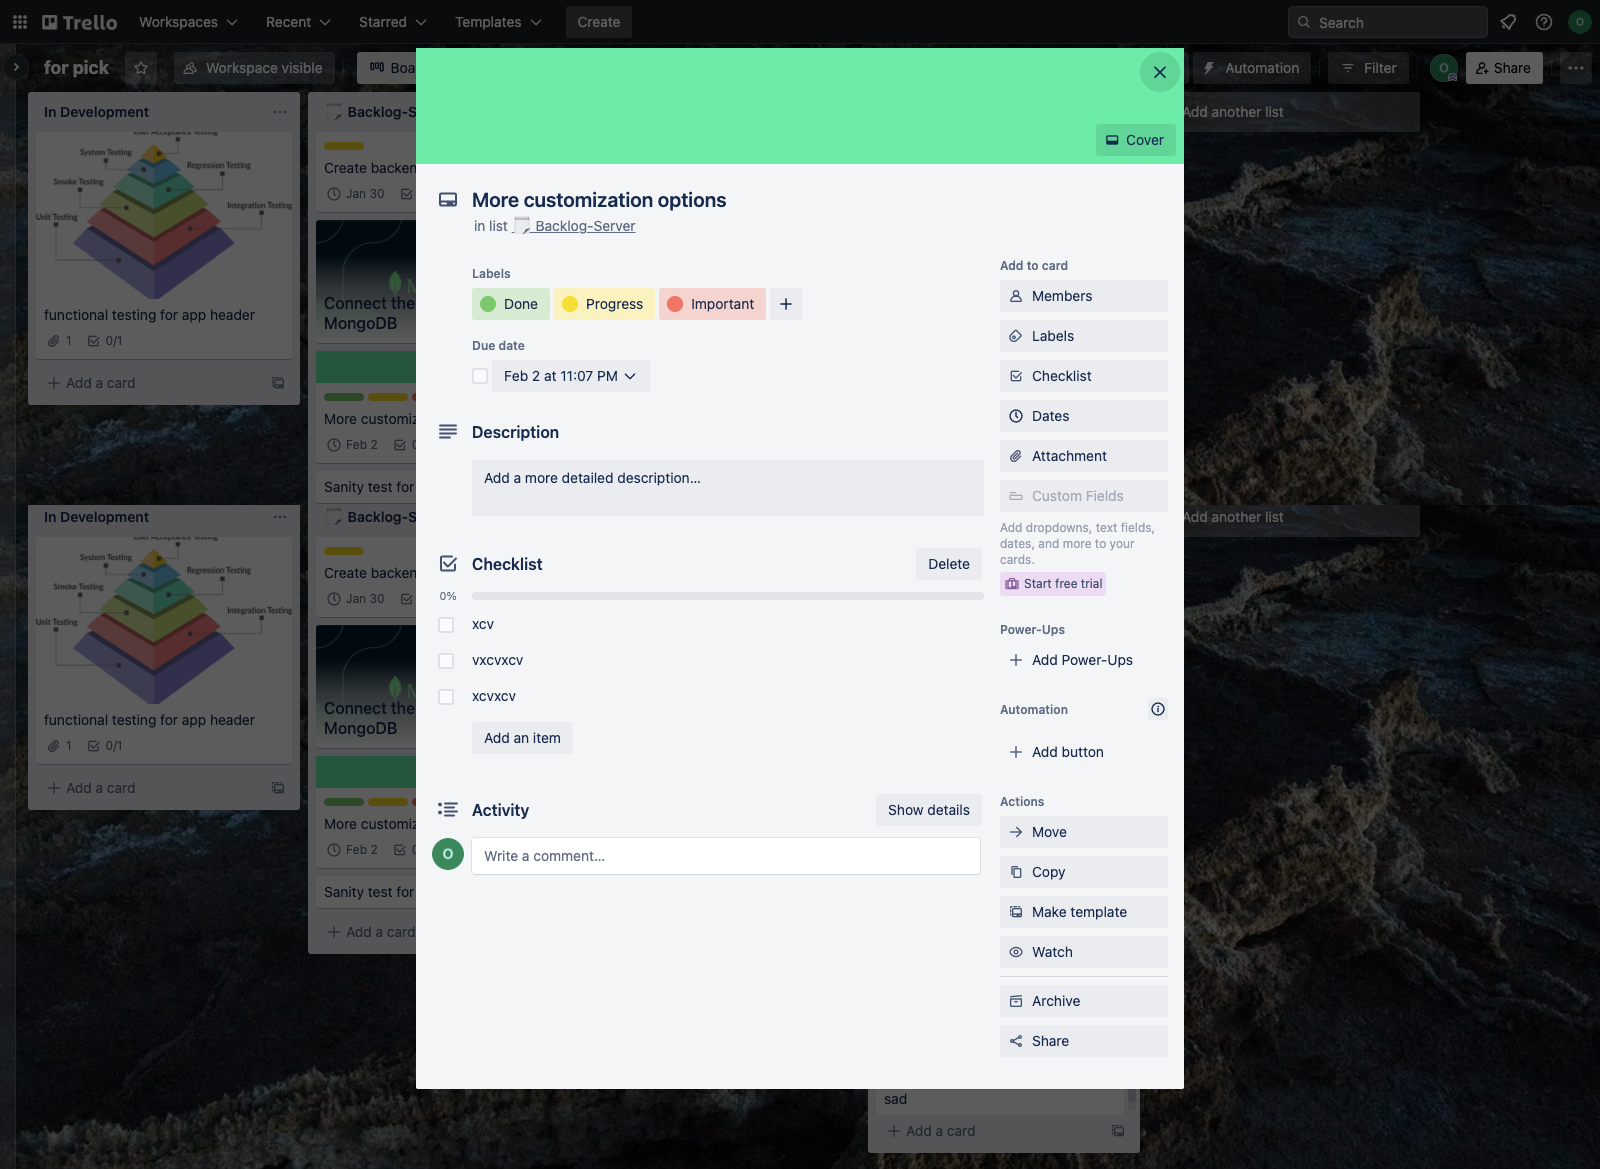 Trello
Workspaces
Recent
Starred
Templates
Create
Search
O
for pick
Workspace visible
Boa
Automation
Filter
O
Share
In Development
User Acceptance Testing
System Testing
Regression Testing
Smoke Testing
Integration Testing
Unit Testing
functional testing for app header
1
0/1
Add a card
Backlog-S
Create backen
Jan 30
Connect the
MongoDB
More customiz
Feb 2
Sanity test for
Add another list
In Development
User Acceptance Testing
System Testing
Regression Testing
Smoke Testing
Integration Testing
Unit Testing
functional testing for app header
1
0/1
Add a card
Backlog-S
Create backen
Jan 30
Connect the
MongoDB
More customiz
Feb 2
Sanity test for
Add a card
Add another list
Cover
More customization options
in list Backlog-Server
Labels
Done
Progress
Important
Due date
Feb 2 at 11:07 PM
Description
Add a more detailed description…
Checklist
Delete
0%
xcv
vxcvxcv
xcvxcv
Add an item
Activity
Show details
O
Write a comment…
Add to card
Members
Labels
Checklist
Dates
Attachment
Custom Fields
Add dropdowns, text fields,
dates, and more to your
cards.
Start free trial
Power-Ups
Add Power-Ups
Automation
Add button
Actions
Move
Copy
Make template
Watch
Archive
Share
sad
Add a card